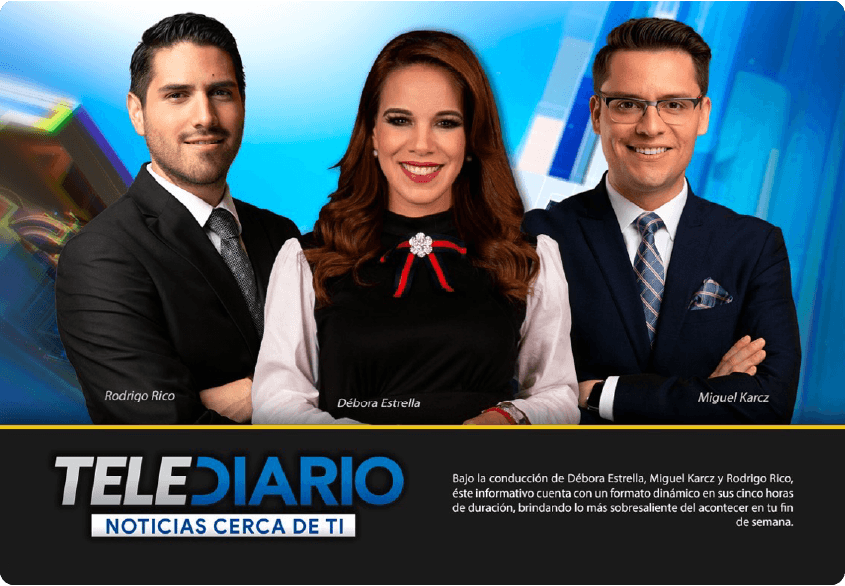 Rodrigo Rico
Débora Estrella
Miguel Karcz
TELEDIARIO
NOTICIAS CERCA DE TI
Bajo la conducción de Débora Estrella, Miguel Karcz y Rodrigo Rico,
éste informativo cuenta con un formato dinámico en sus cinco horas
de duración, brindando lo más sobresaliente del acontecer en tu fin
de semana.